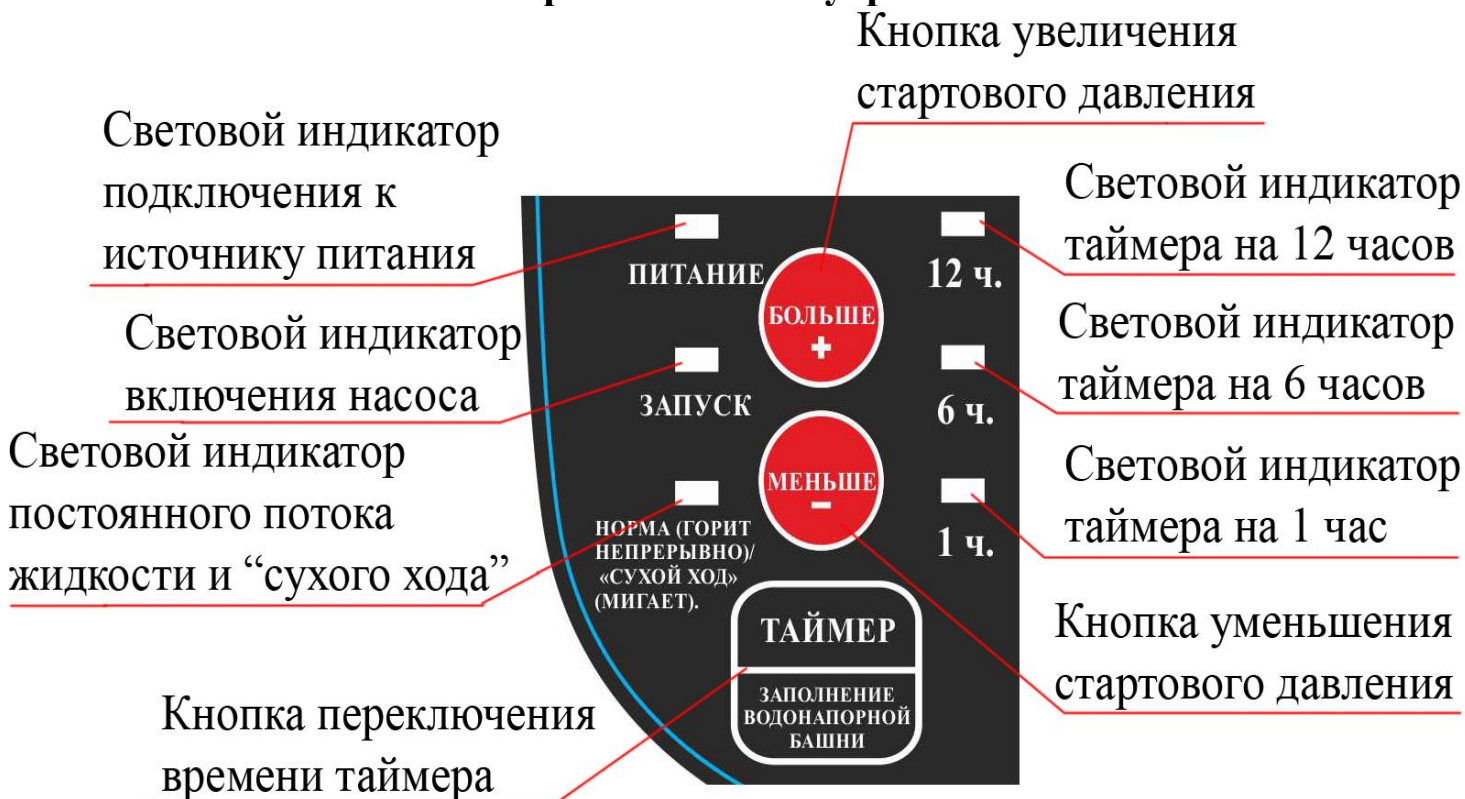 Кнопка увеличения
стартового давления
Световой индикатор
подключения к
источнику питания
Световой индикатор
включения насоса
Световой индикатор
постоянного потока
жидкости и “сухого хода”
Кнопка переключения
времени таймера
ПИТАНИЕ
ЗАПУСК
НОРМА (ГОРИТ
НЕПРЕРЫВНО)/
«СУХОЙ ХОД»
(МИГАЕТ).
БОЛЬШЕ
+
МЕНЬШЕ
-
12 ч.
6 ч.
1 ч.
ТАЙМЕР
ЗАПОЛНЕНИЕ
ВОДОНАПОРНОЙ
БАШНИ
Световой индикатор
таймера на 12 часов
Световой индикатор
таймера на 6 часов
Световой индикатор
таймера на 1 час
Кнопка уменьшения
стартового давления